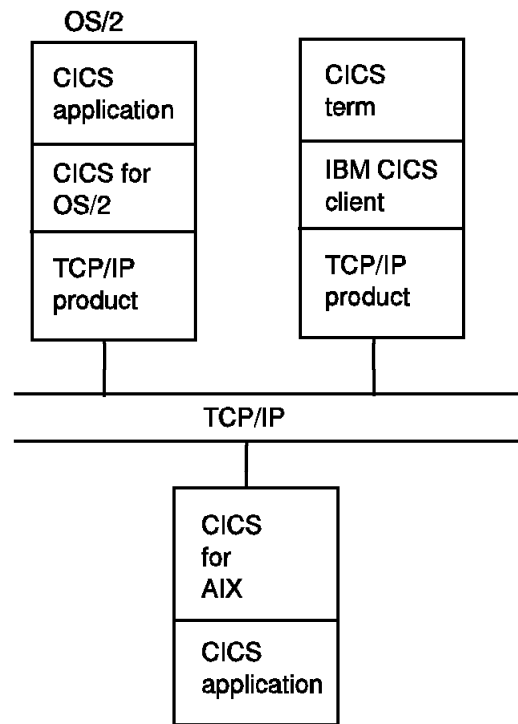 OS/2
CICS
application
CICS for
OS/2
TCP/IP
product
CICS
term
IBM CICS
client
TCP/IP
product
TCP/IP
CICS
for
AIX
CICS
application